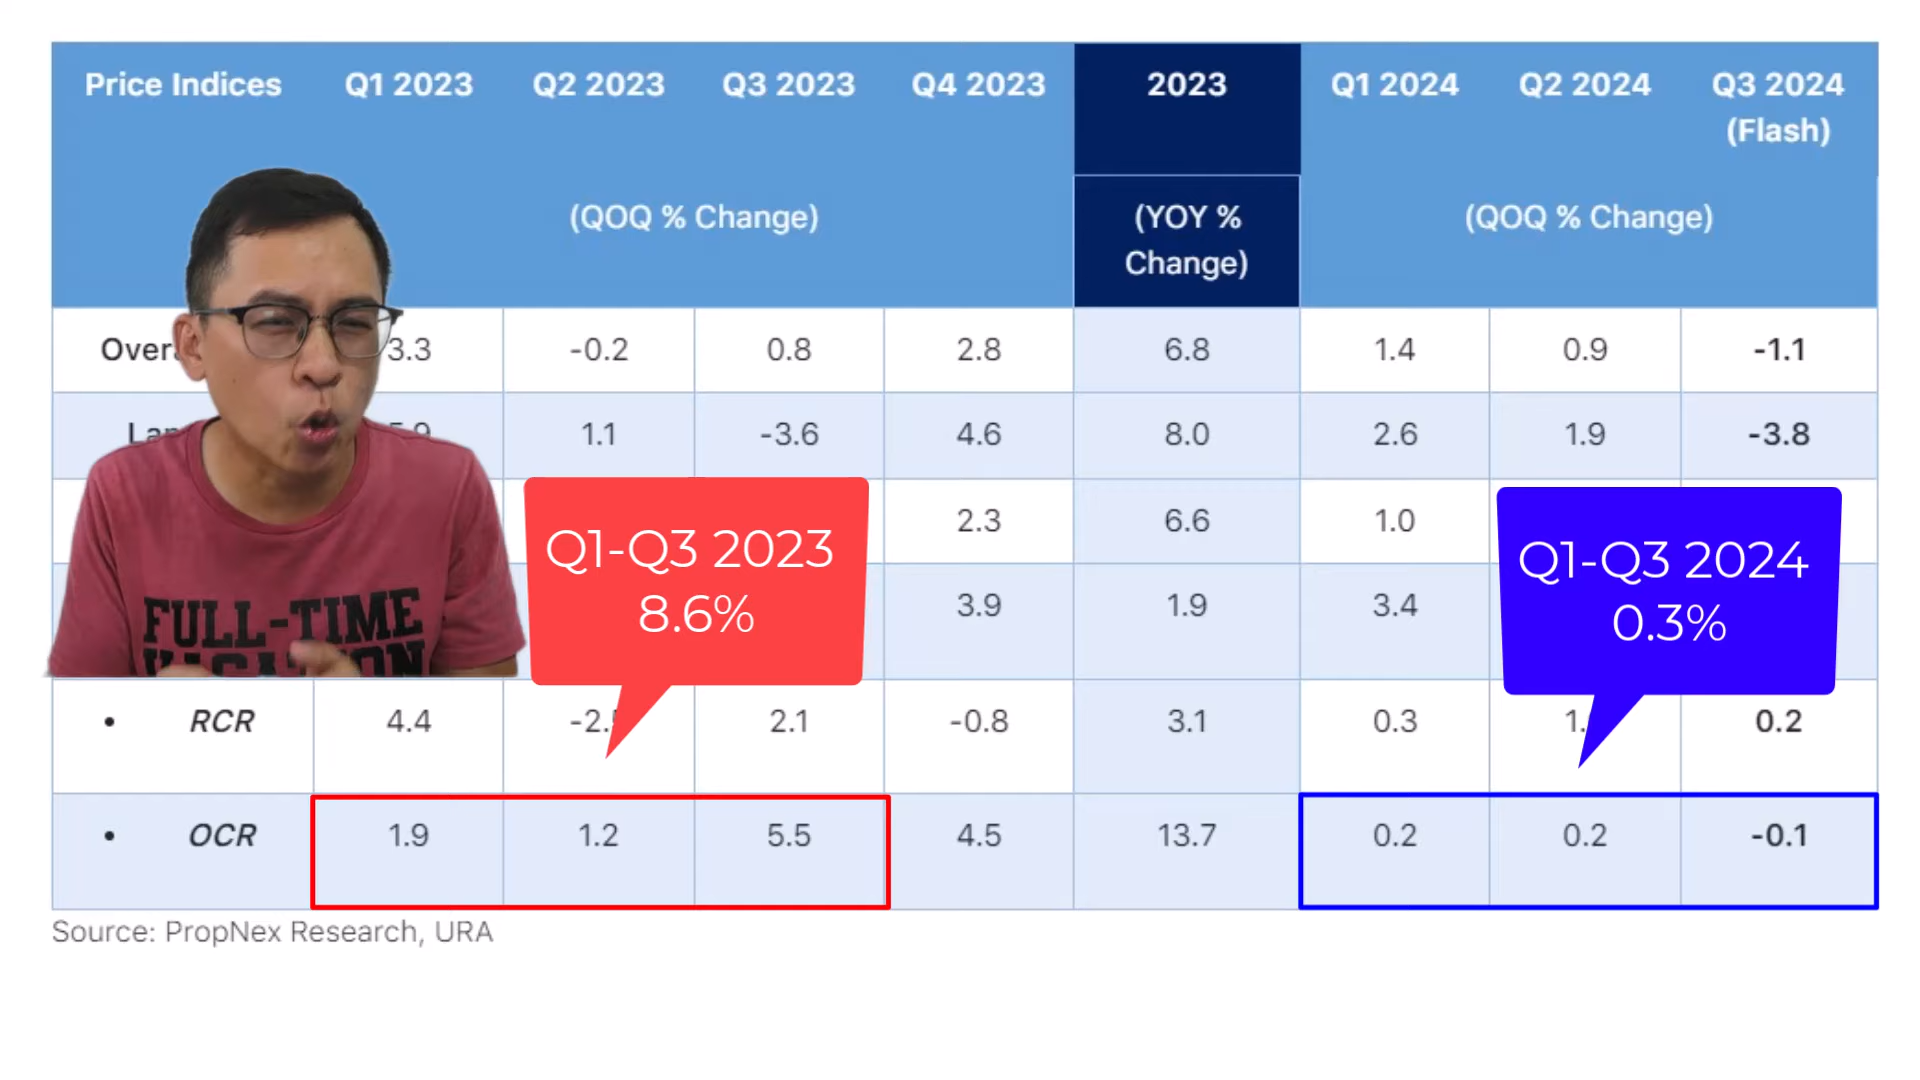 Price Indices Q1 2023 Q2 2023 Q3 2023 Q4 2023 2023 Q1 2024 Q2 2024 Q3 2024
(Flash)
(QOQ % Change) (YOY % (QOQ % Change)
Change)
3.3 -0.2 0.8 2.8 6.8 1.4 0.9 -1.1
1.1 -3.6 4.6 8.0 2.6 1.9 -3.8
2.3 6.6 1.0
Q1-Q3 2023
8.6%
Q1-Q3 2024
0.3%
3.9 1.9 3.4
FULL-TIME
VACATION
• RCR 4.4 2.1 -0.8 3.1 0.3 0.2
• OCR 1.9 1.2 5.5 4.5 13.7 0.2 0.2 -0.1
Source: PropNex Research, URA